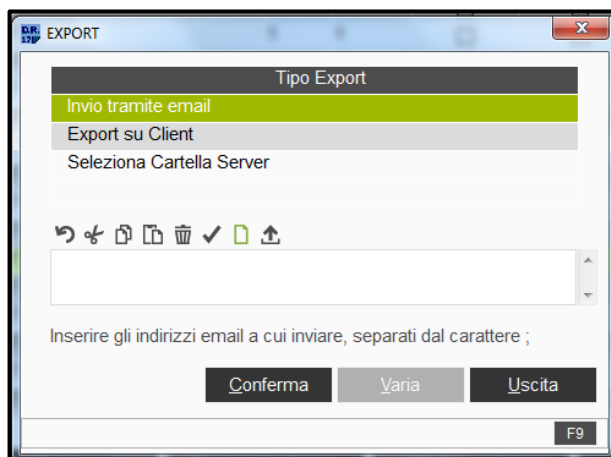 D.R. EXPORT
Tipo Export
Invio tramite email
Export su Client
Seleziona Cartella Server
Inserire gli indirizzi email a cui inviare, separati dal carattere ;
Conferma Varia Uscita
F9